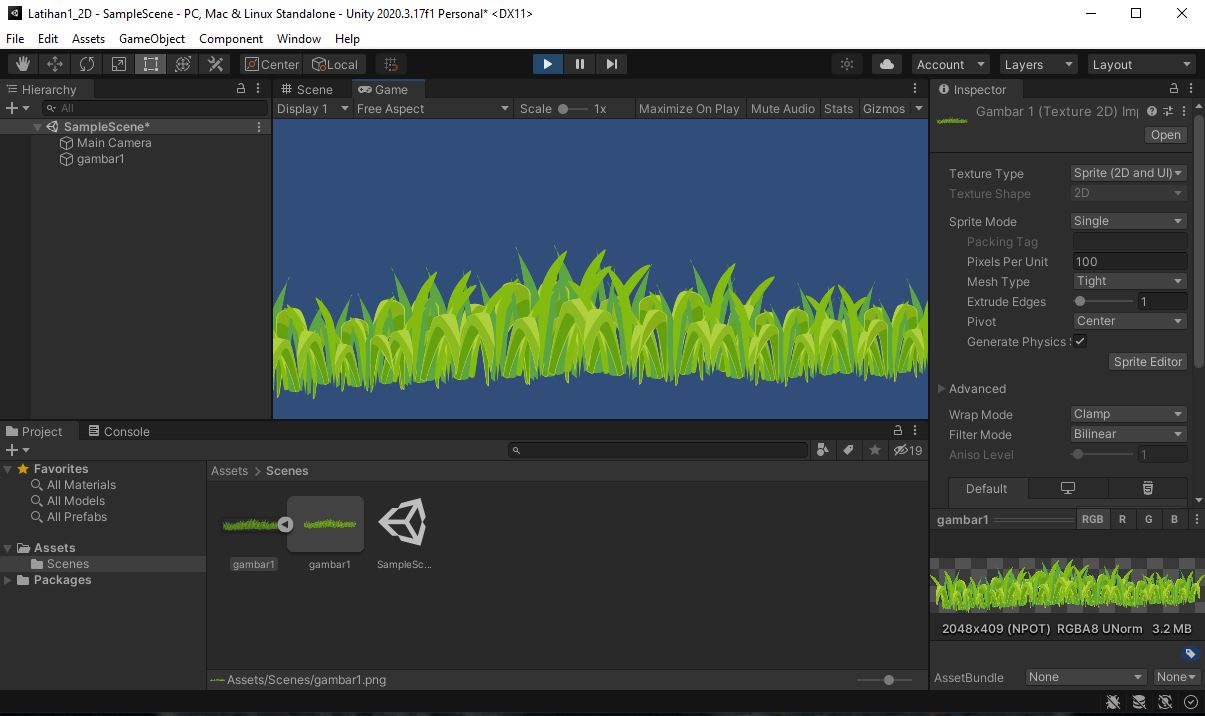 Latihan1_2D - SampleScene - PC, Mac & Linux Standalone - Unity 2020.3.17f1 Personal* <DX11>
File Edit Assets GameObject Component Window Help
Center Local Account Layers Layout
Hierarchy
All
SampleScene*
Main Camera
gambar1
Scene Game
Display 1 Free Aspect Scale 1x Maximize On Play Mute Audio Stats Gizmos
Inspector
Gambar 1 (Texture 2D) Imp
Open
Texture Type Sprite (2D and UI)
Texture Shape 2D
Sprite Mode Single
Packing Tag
Pixels Per Unit 100
Mesh Type Tight
Extrude Edges 1
Pivot Center
Generate Physics S
Sprite Editor
Advanced
Wrap Mode Clamp
Filter Mode Bilinear
Aniso Level 1
Default
gambar1 RGB R G B
2048x409 (NPOT) RGBA8 UNorm 3.2 MB
AssetBundle None None
Project Console
19
Favorites
All Materials
All Models
All Prefabs
Assets
Scenes
Packages
Assets > Scenes
gambar1 gambar1 SampleSc...
Assets/Scenes/gambar1.png